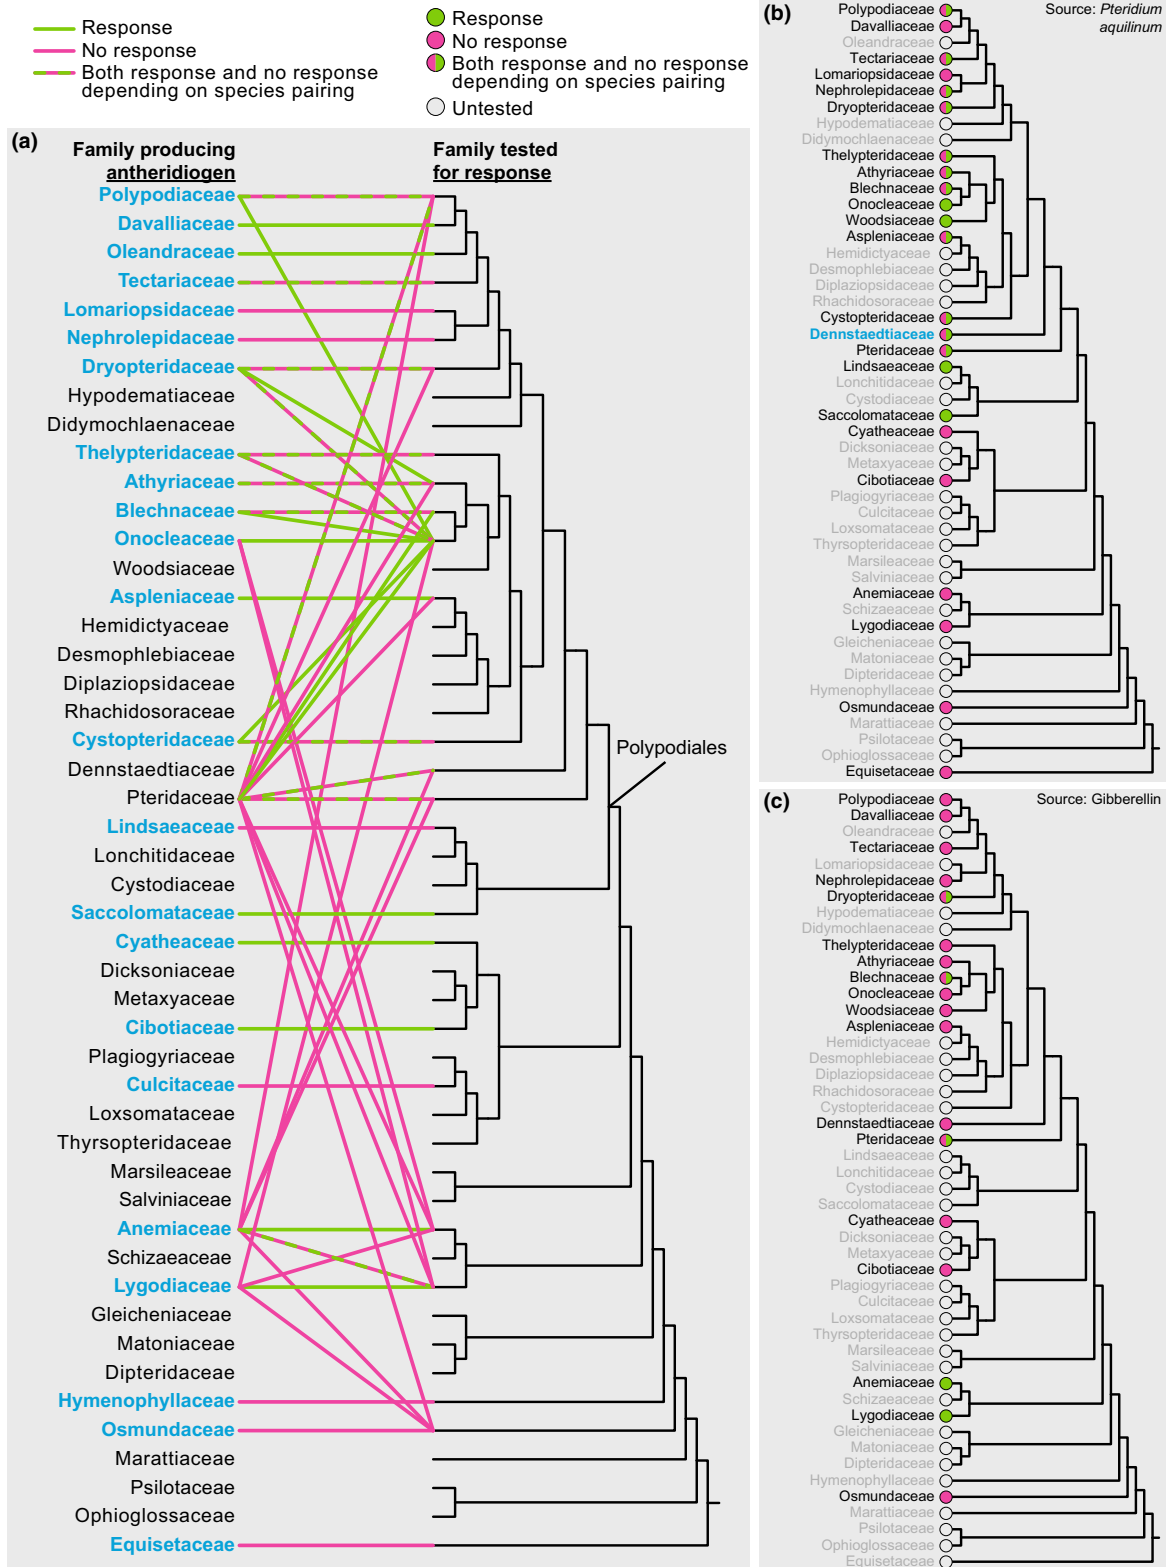 Response
No response
Both response and no response
depending on species pairing
Response
No response
Both response and no response
depending on species pairing
Untested
(a)
Family producing
antheridiogen
Family tested
for response
Polypodiaceae
Davalliaceae
Oleandraceae
Tectariaceae
Lomariopsidaceae
Nephrolepidaceae
Dryopteridaceae
Hypodematiaceae
Didymochlaenaceae
Thelypteridaceae
Athyriaceae
Blechnaceae
Onocleaceae
Woodsiaceae
Aspleniaceae
Hemidictyaceae
Desmophlebiaceae
Diplaziopsidaceae
Rhachidosoraceae
Cystopteridaceae
Dennstaedtiaceae
Pteridaceae
Lindsaeaceae
Lonchitidaceae
Cystodiaceae
Saccolomataceae
Cyatheaceae
Dicksoniaceae
Metaxyaceae
Cibotiaceae
Plagiogyriaceae
Culcitaceae
Loxsomataceae
Thyrsopteridaceae
Marsileaceae
Salviniaceae
Anemiaceae
Schizaeaceae
Lygodiaceae
Gleicheniaceae
Matoniaceae
Dipteridaceae
Hymenophyllaceae
Osmundaceae
Marattiaceae
Psilotaceae
Ophioglossaceae
Equisetaceae
Polypodiales
(b)
Source: Pteridium
aquilinum
Polypodiaceae
Davalliaceae
Oleandraceae
Tectariaceae
Lomariopsidaceae
Nephrolepidaceae
Dryopteridaceae
Hypodematiaceae
Didymochlaenaceae
Thelypteridaceae
Athyriaceae
Blechnaceae
Onocleaceae
Woodsiaceae
Aspleniaceae
Hemidictyaceae
Desmophlebiaceae
Diplaziopsidaceae
Rhachidosoraceae
Cystopteridaceae
Dennstaedtiaceae
Pteridaceae
Lindsaeaceae
Lonchitidaceae
Cystodiaceae
Saccolomataceae
Cyatheaceae
Dicksoniaceae
Metaxyaceae
Cibotiaceae
Plagiogyriaceae
Culcitaceae
Loxsomataceae
Thyrsopteridaceae
Marsileaceae
Salviniaceae
Anemiaceae
Schizaeaceae
Lygodiaceae
Gleicheniaceae
Matoniaceae
Dipteridaceae
Hymenophyllaceae
Osmundaceae
Marattiaceae
Psilotaceae
Ophioglossaceae
Equisetaceae
(c)
Source: Gibberellin
Polypodiaceae
Davalliaceae
Oleandraceae
Tectariaceae
Lomariopsidaceae
Nephrolepidaceae
Dryopteridaceae
Hypodematiaceae
Didymochlaenaceae
Thelypteridaceae
Athyriaceae
Blechnaceae
Onocleaceae
Woodsiaceae
Aspleniaceae
Hemidictyaceae
Desmophlebiaceae
Diplaziopsidaceae
Rhachidosoraceae
Cystopteridaceae
Dennstaedtiaceae
Pteridaceae
Lindsaeaceae
Lonchitidaceae
Cystodiaceae
Saccolomataceae
Cyatheaceae
Dicksoniaceae
Metaxyaceae
Cibotiaceae
Plagiogyriaceae
Culcitaceae
Loxsomataceae
Thyrsopteridaceae
Marsileaceae
Salviniaceae
Anemiaceae
Schizaeaceae
Lygodiaceae
Gleicheniaceae
Matoniaceae
Dipteridaceae
Hymenophyllaceae
Osmundaceae
Marattiaceae
Psilotaceae
Ophioglossaceae
Equisetaceae